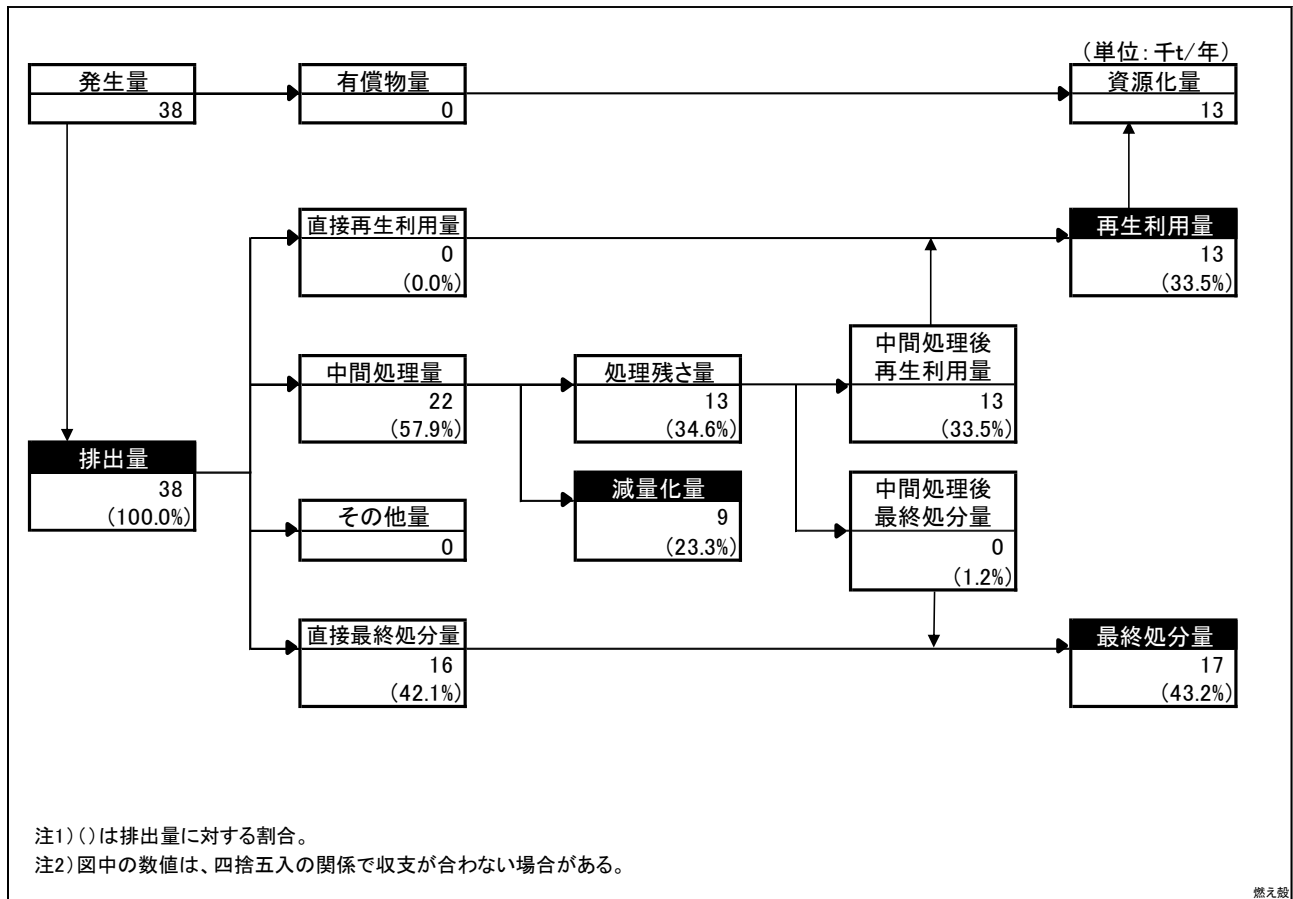 （単位：千t/年）
発生量
38
有償物量
0
資源化量
13
直接再生利用量
0
（0.0%）
再生利用量
13
（33.5%）
中間処理量
22
（57.9%）
処理残さ量
13
（34.6%）
中間処理後
再生利用量
13
（33.5%）
排出量
38
（100.0%）
減量化量
9
（23.3%）
中間処理後
最終処分量
0
（1.2%）
その他量
0
直接最終処分量
16
（42.1%）
最終処分量
17
（43.2%）
注1）（）は排出量に対する割合。
注2）図中の数値は、四捨五入の関係で収支が合わない場合がある。
燃え殻